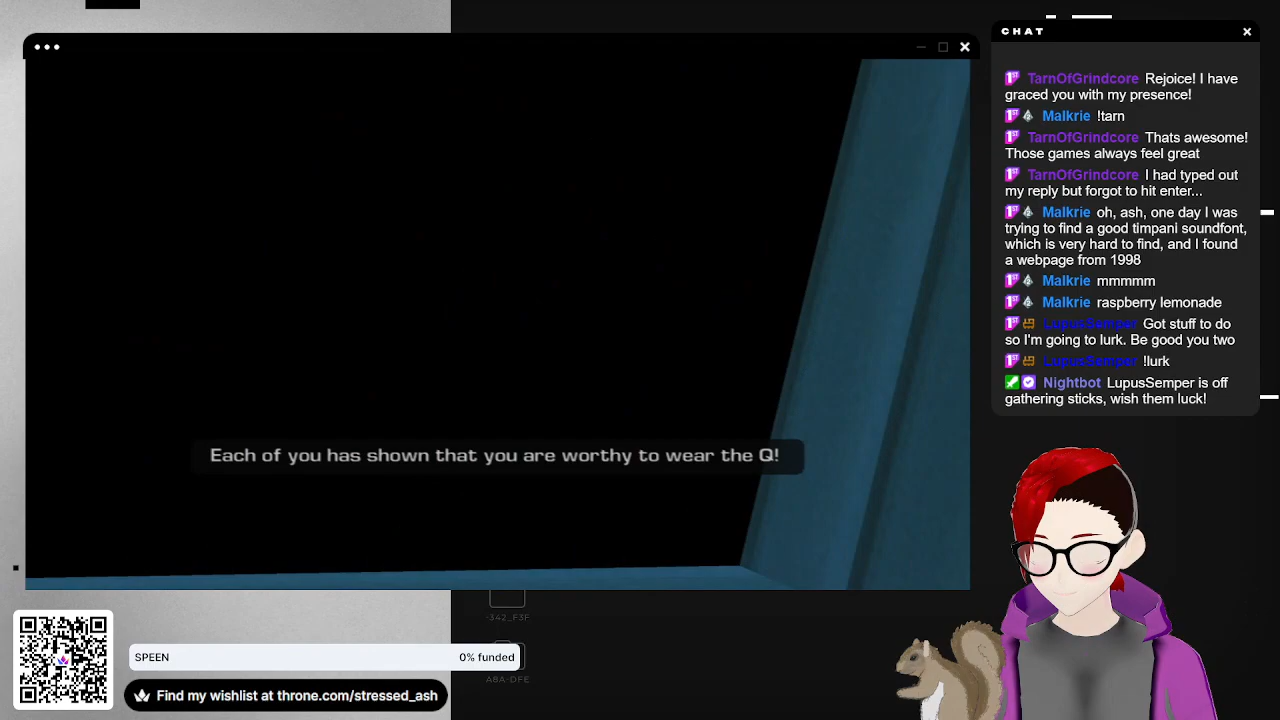 CHAT
TarnOfGrindcore Rejoice! I have
graced you with my presence!
Malkrie !tarn
TarnOfGrindcore Thats awesome!
Those games always feel great
TarnOfGrindcore I had typed out
my reply but forgot to hit enter...
Malkrie oh, ash, one day I was
trying to find a good timpani soundfont,
which is very hard to find, and I found
a webpage from 1998
Malkrie mmmmm
Malkrie raspberry lemonade
LupusSemper Got stuff to do
so I'm going to lurk. Be good you two
LupusSemper !lurk
Nightbot LupusSemper is off
gathering sticks, wish them luck!
Each of you has shown that you are worthy to wear the Q!
-342_F3F
A8A-DFE
SPEEN 0% funded
Find my wishlist at throne.com/stressed_ash